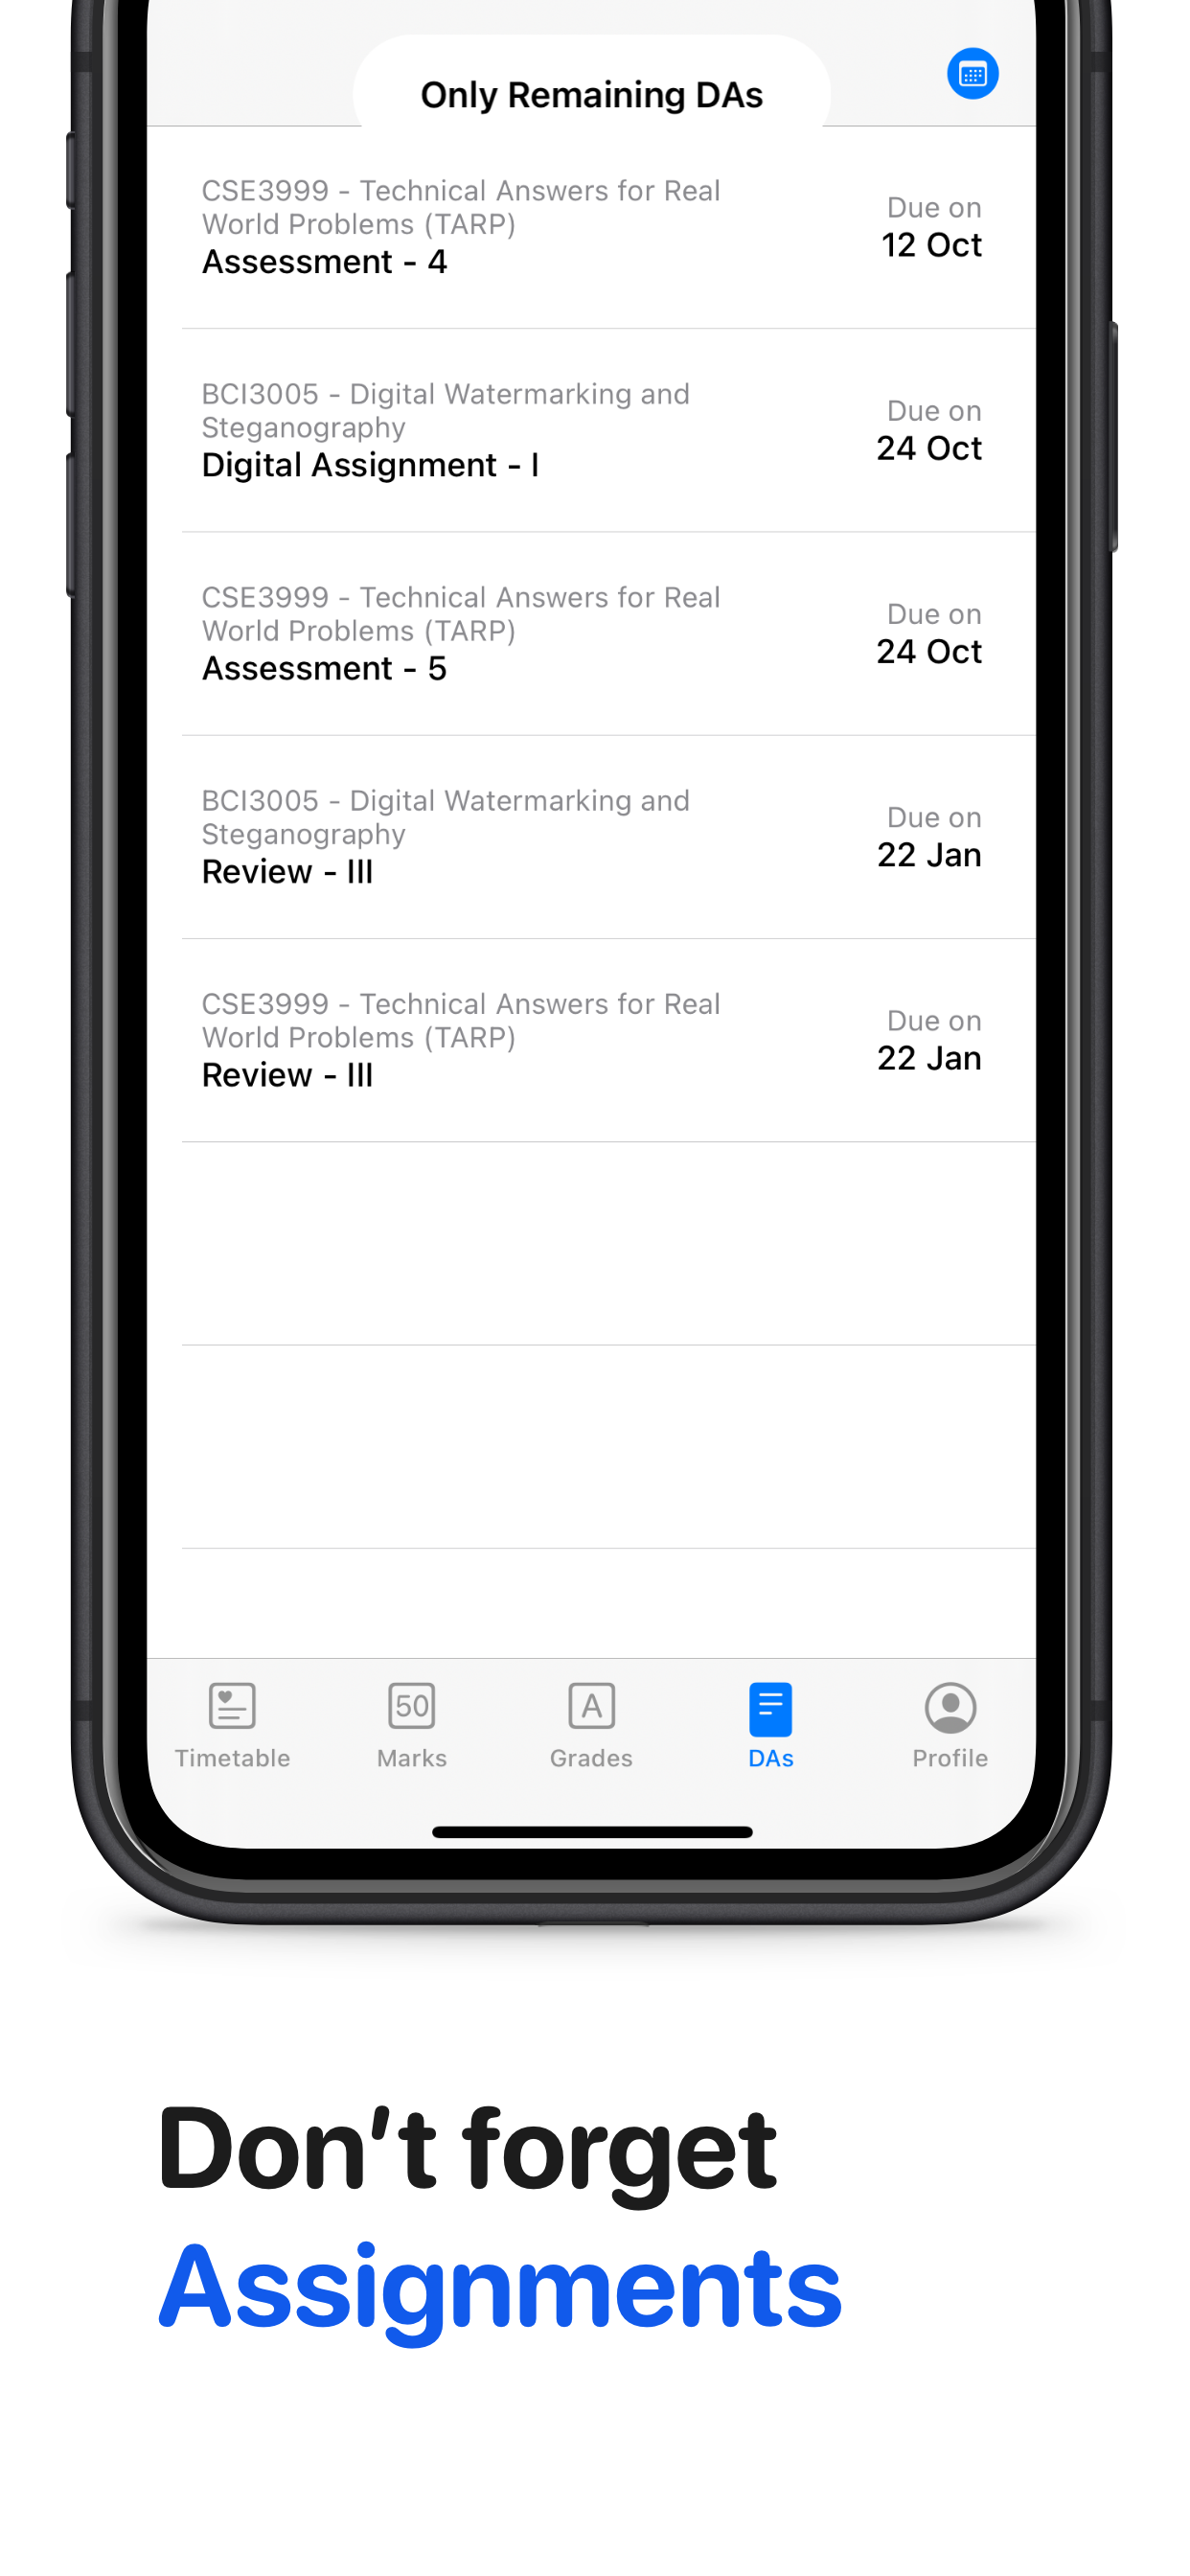 Only Remaining DAs
CSE3999 - Technical Answers for Real
World Problems (TARP)
Assessment - 4
Due on
12 Oct
BCI3005 - Digital Watermarking and
Steganography
Digital Assignment - I
Due on
24 Oct
CSE3999 - Technical Answers for Real
World Problems (TARP)
Assessment - 5
Due on
24 Oct
BCI3005 - Digital Watermarking and
Steganography
Review - III
Due on
22 Jan
CSE3999 - Technical Answers for Real
World Problems (TARP)
Review - III
Due on
22 Jan
50
A
Timetable
Marks
Grades
DAs
Profile
Don't forget
Assignments